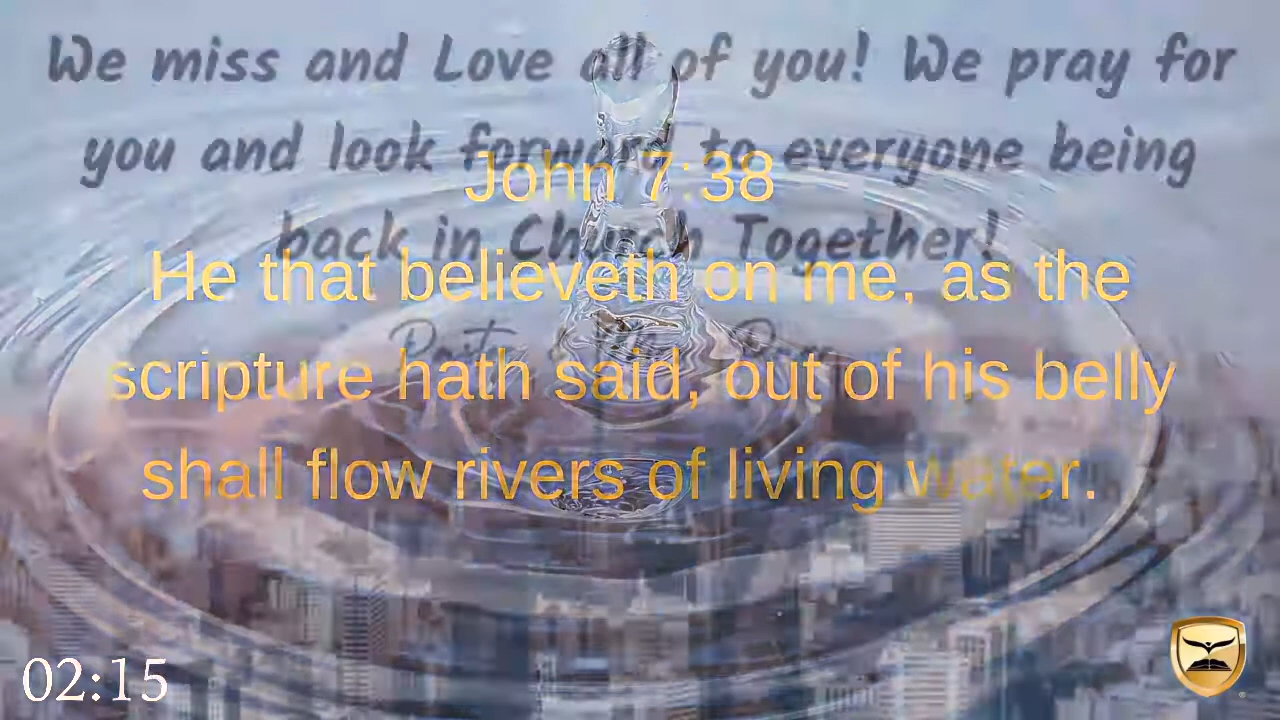 We miss and Love all of you! We pray for
you and look forward to everyone being
back in Church Together!
John 7:38
He that believeth on me, as the
scripture hath said, out of his belly
shall flow rivers of living water.
02:15